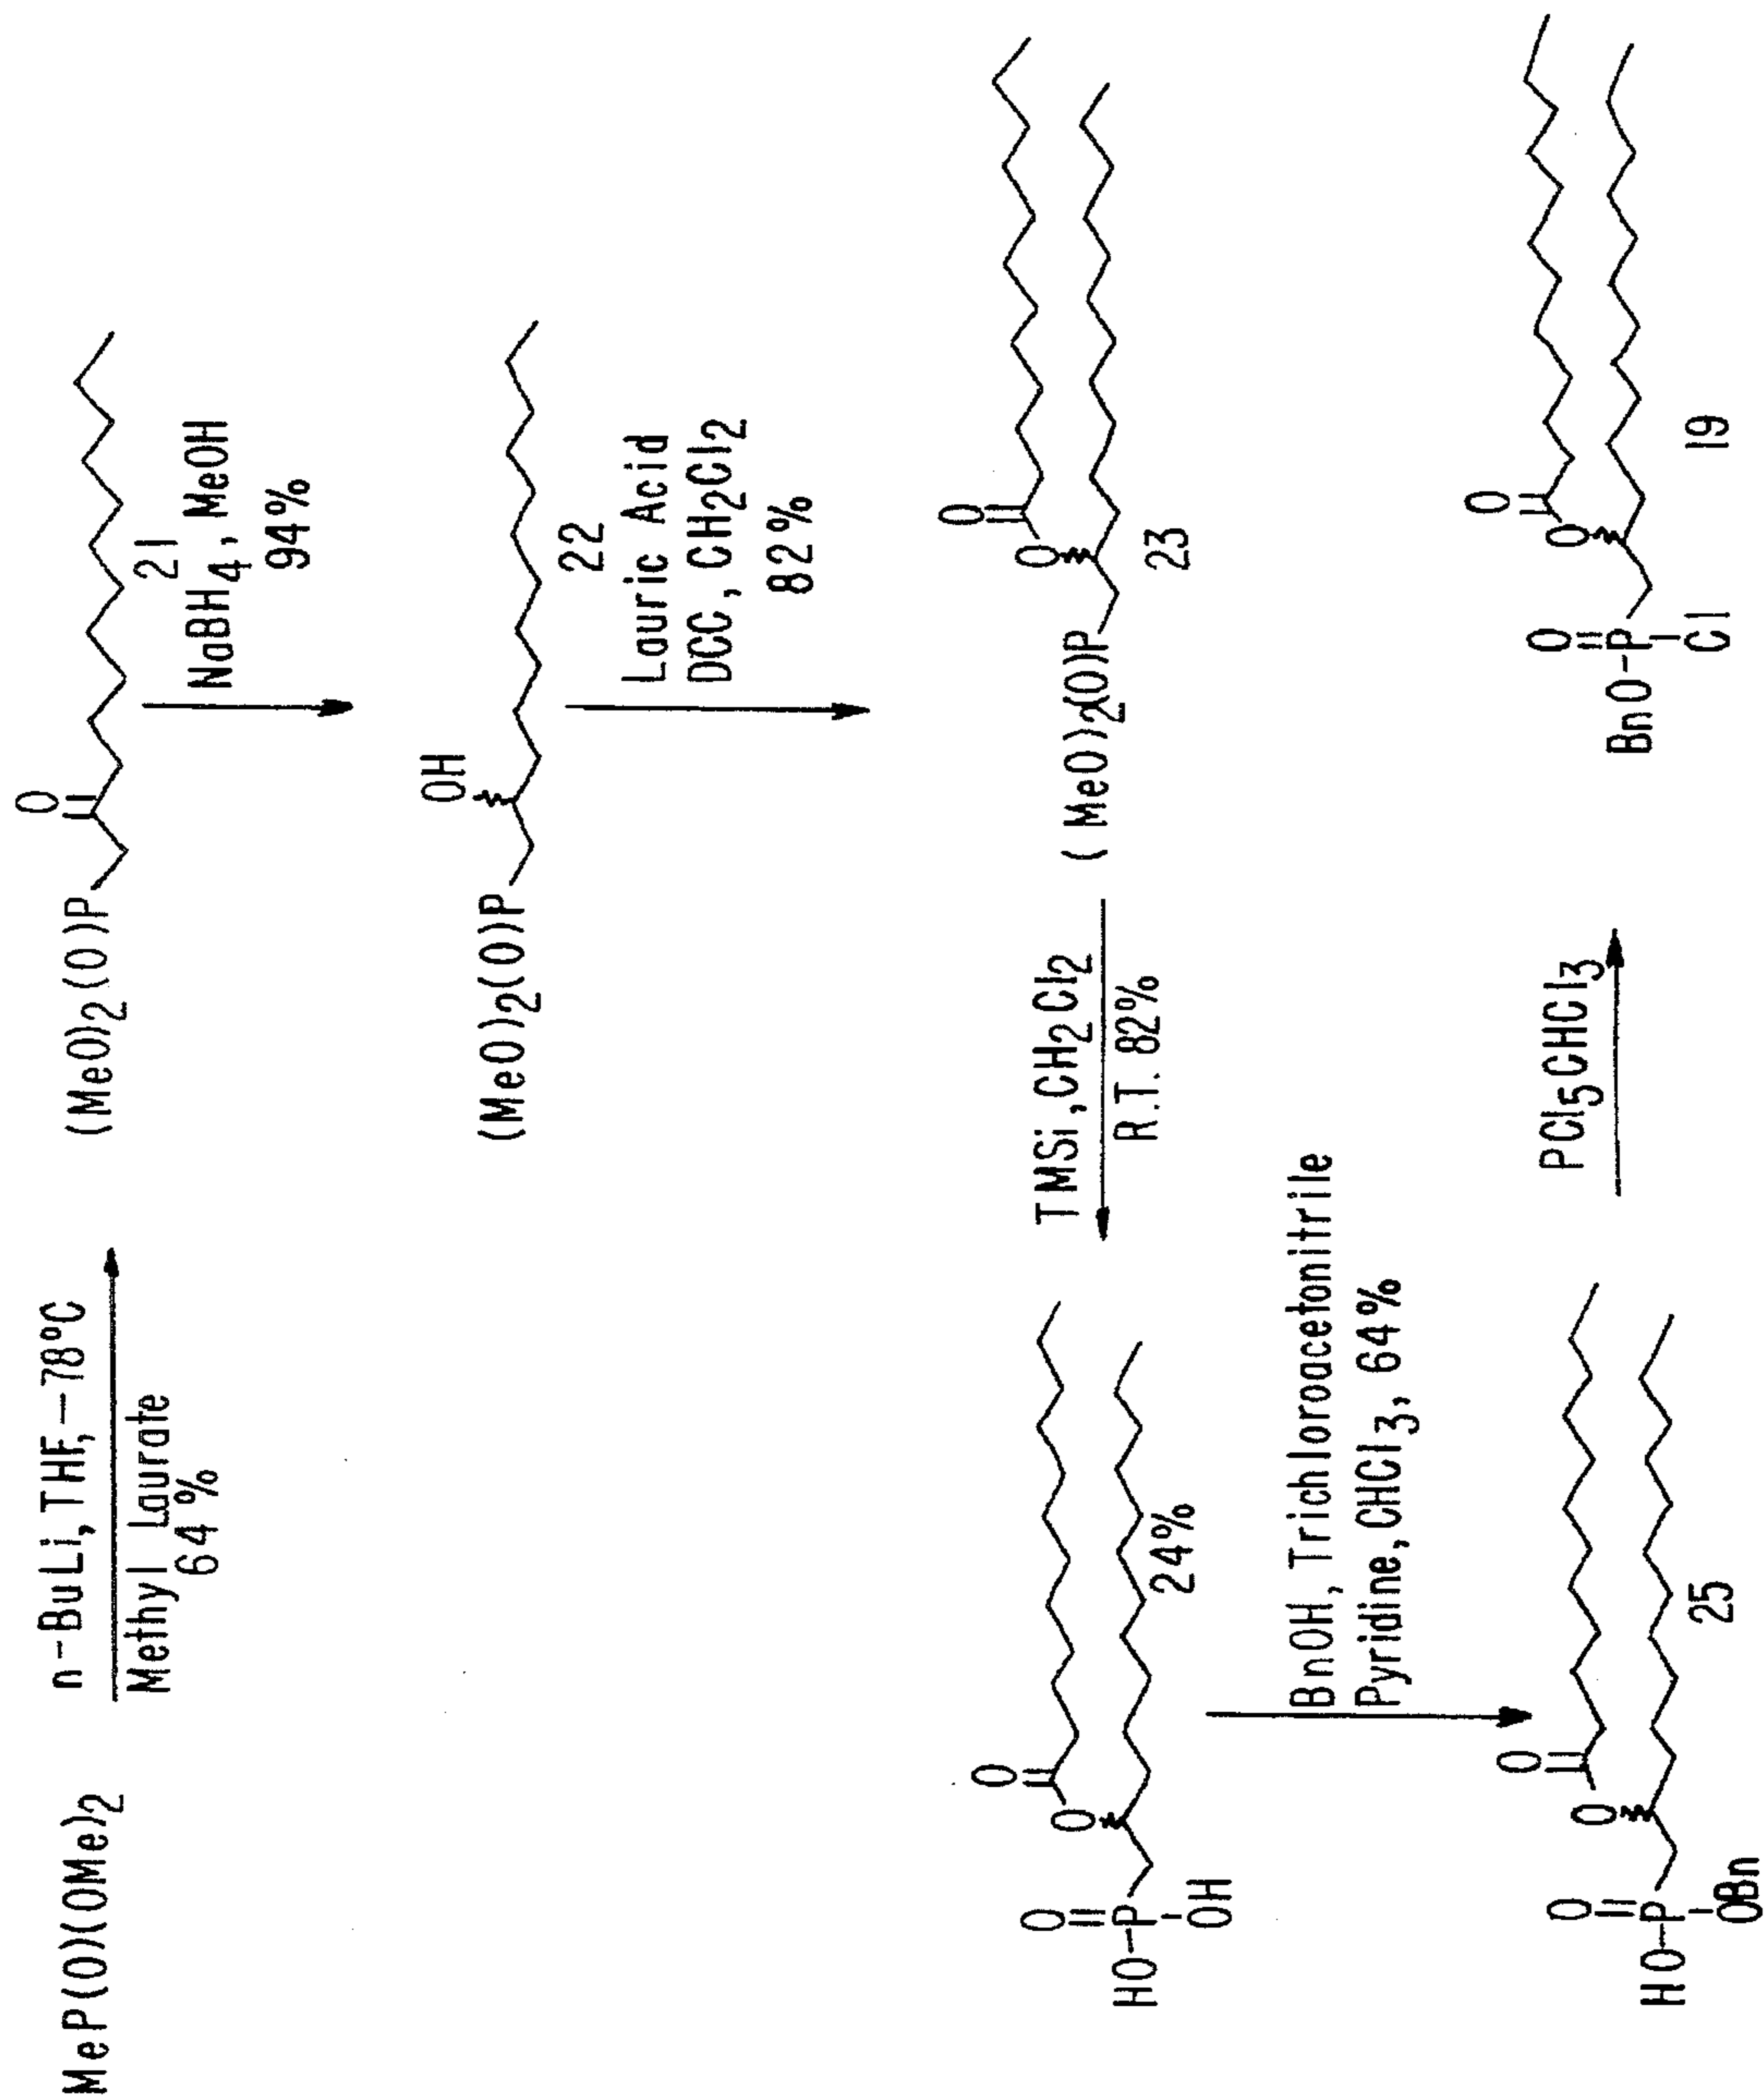 MeP(O)(OMe)2
n-BuLi, THF, -78°C
Methyl Laurate
64%
(MeO)2(O)P
O
21
NaBH4, MeOH
94%
(MeO)2(O)P
OH
22
Lauric Acid
DCC, CH2Cl2
82%
(MeO)2(O)P
O
O
23
TMSi, CH2Cl2
R.T. 82%
HO-P-OH
O
O
O
24%
BnOH, Trichloroacetonitrile
Pyridine, CHCl3, 64%
HO-P-OBn
O
O
O
25
PCl5CHCl3
BnO-P-Cl
O
O
O
19